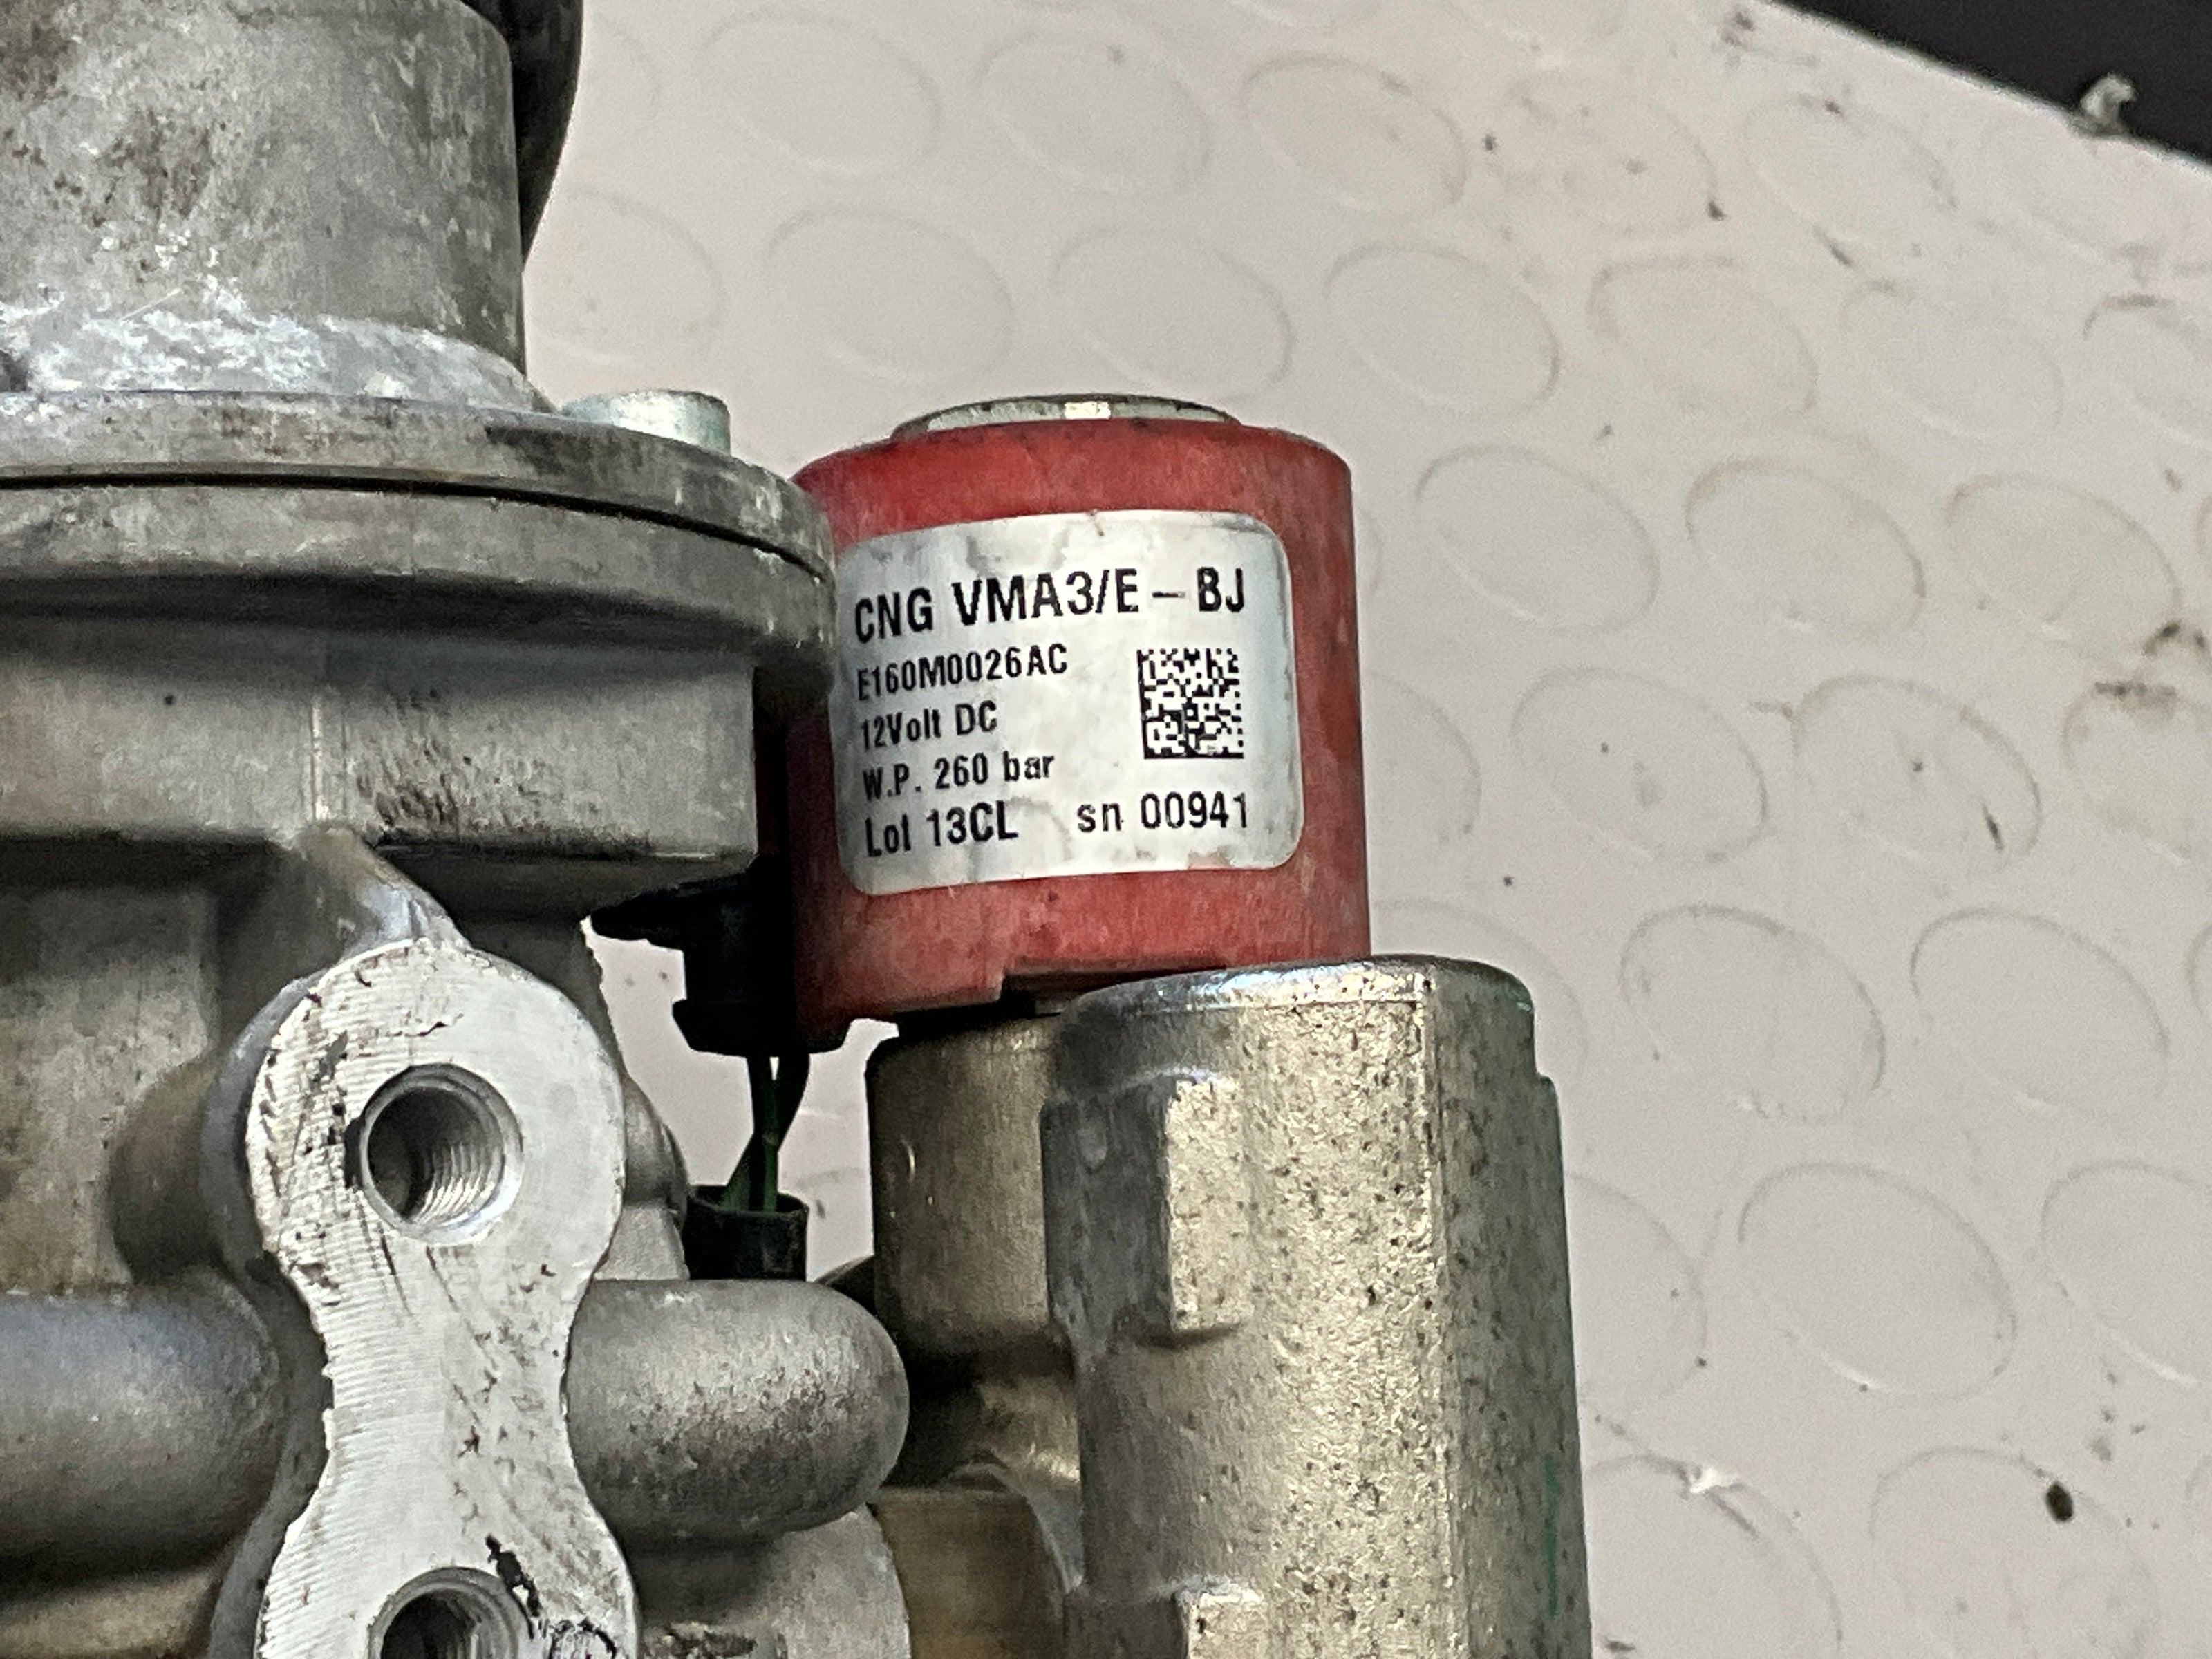 CNG VMA3/E – BJ
E160M0026AC
12Volt DC
W.P. 260 bar
Lot 13CL sn 00941